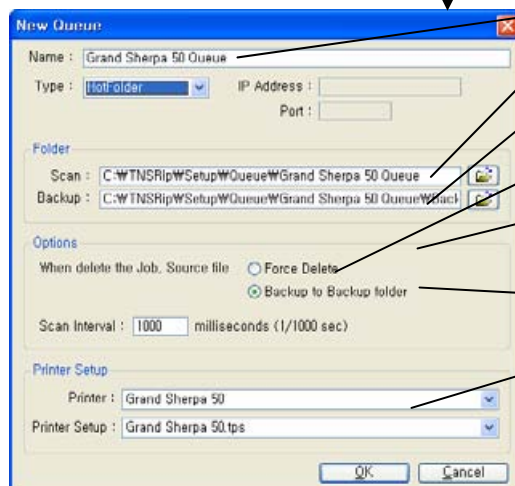 New Queue
Name : Grand Sherpa 50 Queue
Type : HotFolder IP Address :
Port :
Folder
Scan : C:₩TNSRip₩Setup₩Queue₩Grand Sherpa 50 Queue
Backup : C:₩TNSRip₩Setup₩Queue₩Grand Sherpa 50 Queue₩Back
Options
When delete the Job, Source file Force Delete
Backup to Backup folder
Scan Interval : 1000 milliseconds (1/1000 sec)
Printer Setup
Printer : Grand Sherpa 50
Printer Setup : Grand Sherpa 50.tps
OK Cancel